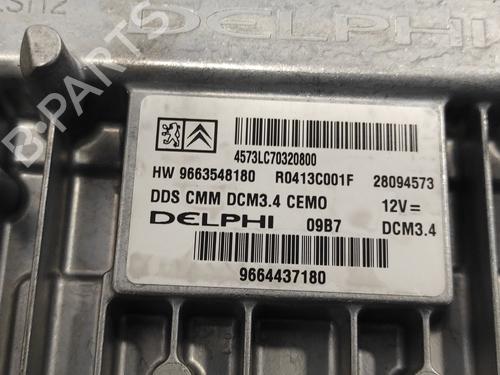 DELPHI
B-PARTS
4573LC70320800
HW 9663548180 R0413C001F 28094573
DDS CMM DCM3.4 CEMO 12V=
DELPHI 09B7 DCM3.4
9664437180